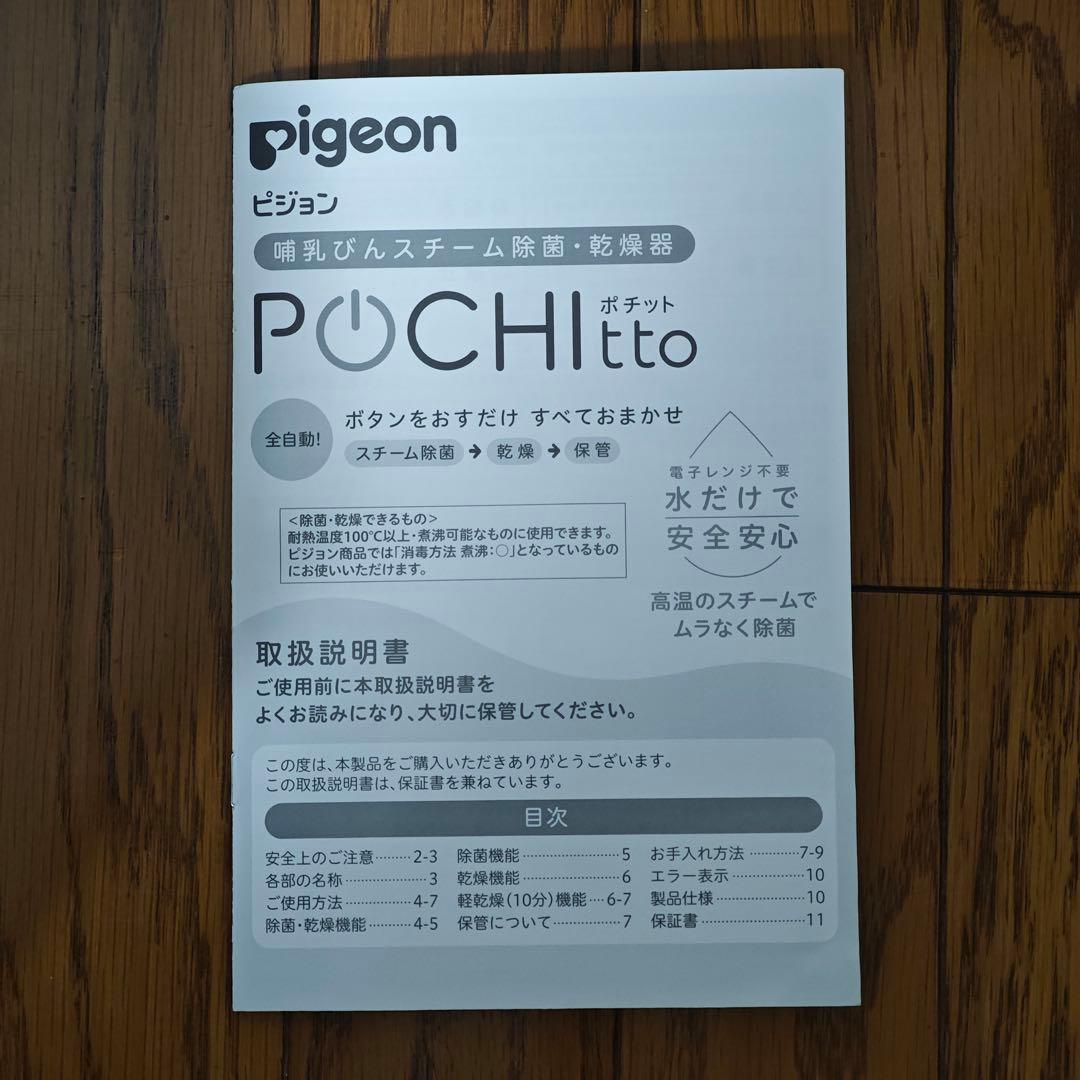 pigeon
ピジョン
哺乳びんスチーム除菌・乾燥器
POCHItto
ポチット
全自動!
ボタンをおすだけ すべておまかせ
スチーム除菌 → 乾燥 → 保管
電子レンジ不要
水だけで
安全安心
高温のスチームで
ムラなく除菌
<除菌・乾燥できるもの>
耐熱温度100℃以上・煮沸可能なものに使用できます。
ピジョン商品では「消毒方法 煮沸:○」となっているもの
にお使いいただけます。
取扱説明書
ご使用前に本取扱説明書を
よくお読みになり、大切に保管してください。
この度は、本製品をご購入いただきありがとうございます。
この取扱説明書は、保証書を兼ねています。
目次
安全上のご注意………2-3
各部の名称………………3
ご使用方法……………4-7
除菌・乾燥機能………4-5
除菌機能……………………5
乾燥機能……………………6
軽乾燥(10分)機能…6-7
保管について………………7
お手入れ方法…………7-9
エラー表示………………10
製品仕様…………………10
保証書……………………11